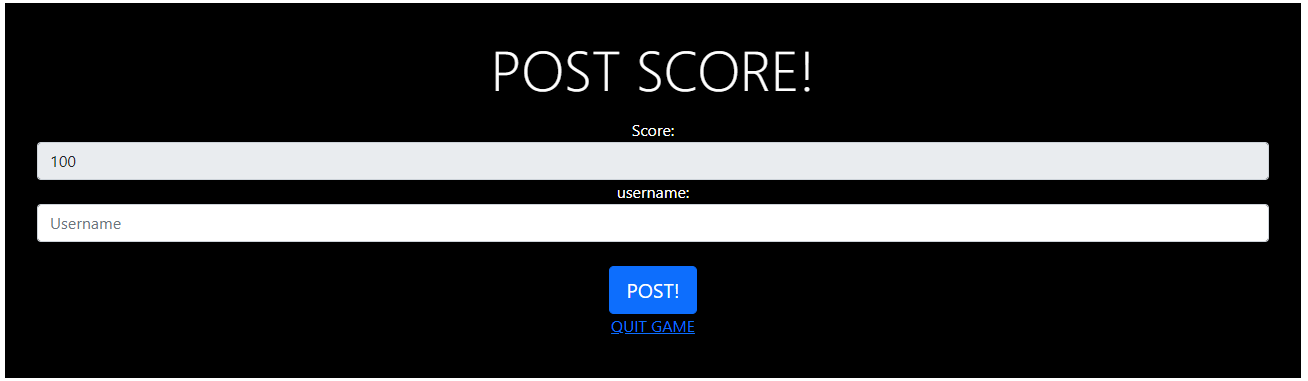 POST SCORE!
Score:
100
username:
Username
POST!
QUIT GAME